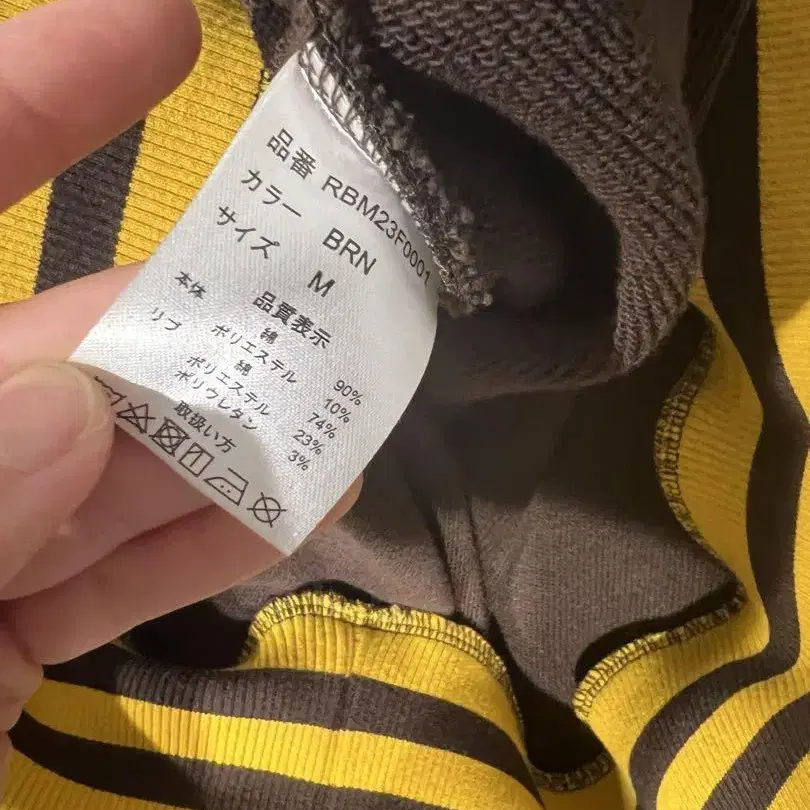 品番 RBM23F0001
カラー BRN
サイズ M
品質表示
本体 綿 90%
ポリエステル 10%
リブ 綿 74%
ポリエステル 23%
ポリウレタン 3%
取扱い方